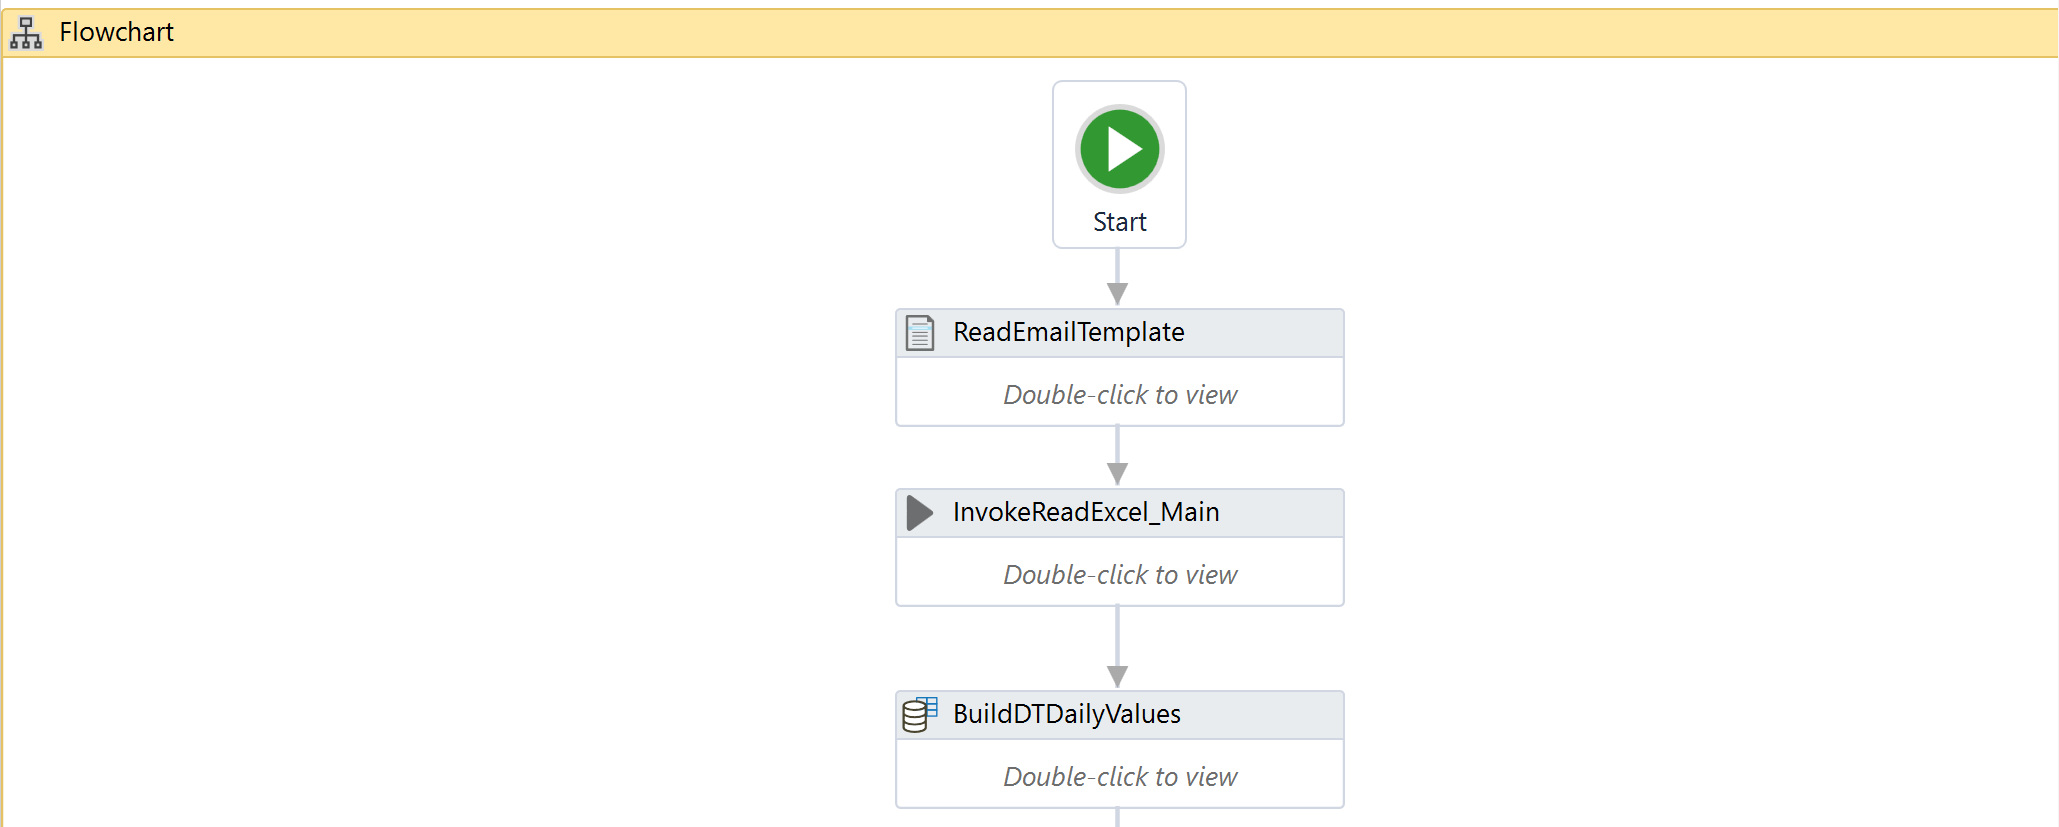 Flowchart
Start
ReadEmailTemplate
Double-click to view
InvokeReadExcel_Main
Double-click to view
BuildDTDailyValues
Double-click to view